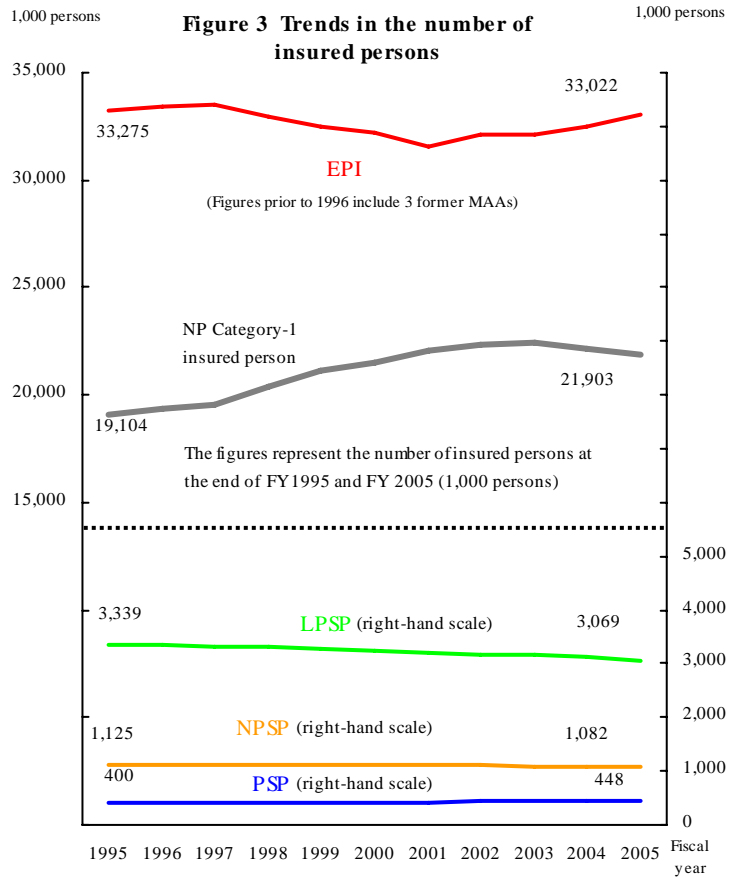 1,000 persons
Figure 3 Trends in the number of
insured persons
1,000 persons
35,000
33,022
33,275
EPI
30,000
(Figures prior to 1996 include 3 former MAAs)
25,000
NP Category-1
insured person
21,903
20,000
19,104
The figures represent the number of insured persons at
the end of FY1995 and FY 2005 (1,000 persons)
15,000
5,000
3,339
LPSP (right-hand scale)
3,069
4,000
3,000
2,000
1,125
NPSP (right-hand scale)
1,082
1,000
400
PSP (right-hand scale)
448
0
1995 1996 1997 1998 1999 2000 2001 2002 2003 2004 2005
Fiscal
year